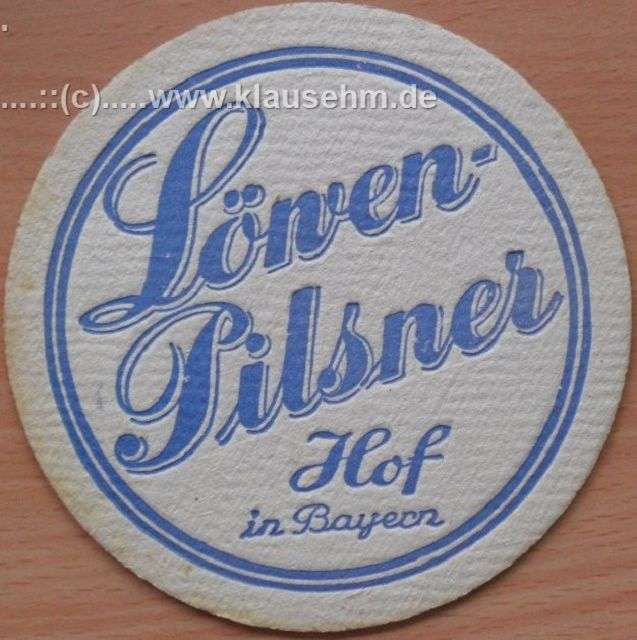 .
.....::(c).....www.klausehm.de
Löwen-
Pilsner
Hof
in Bayern